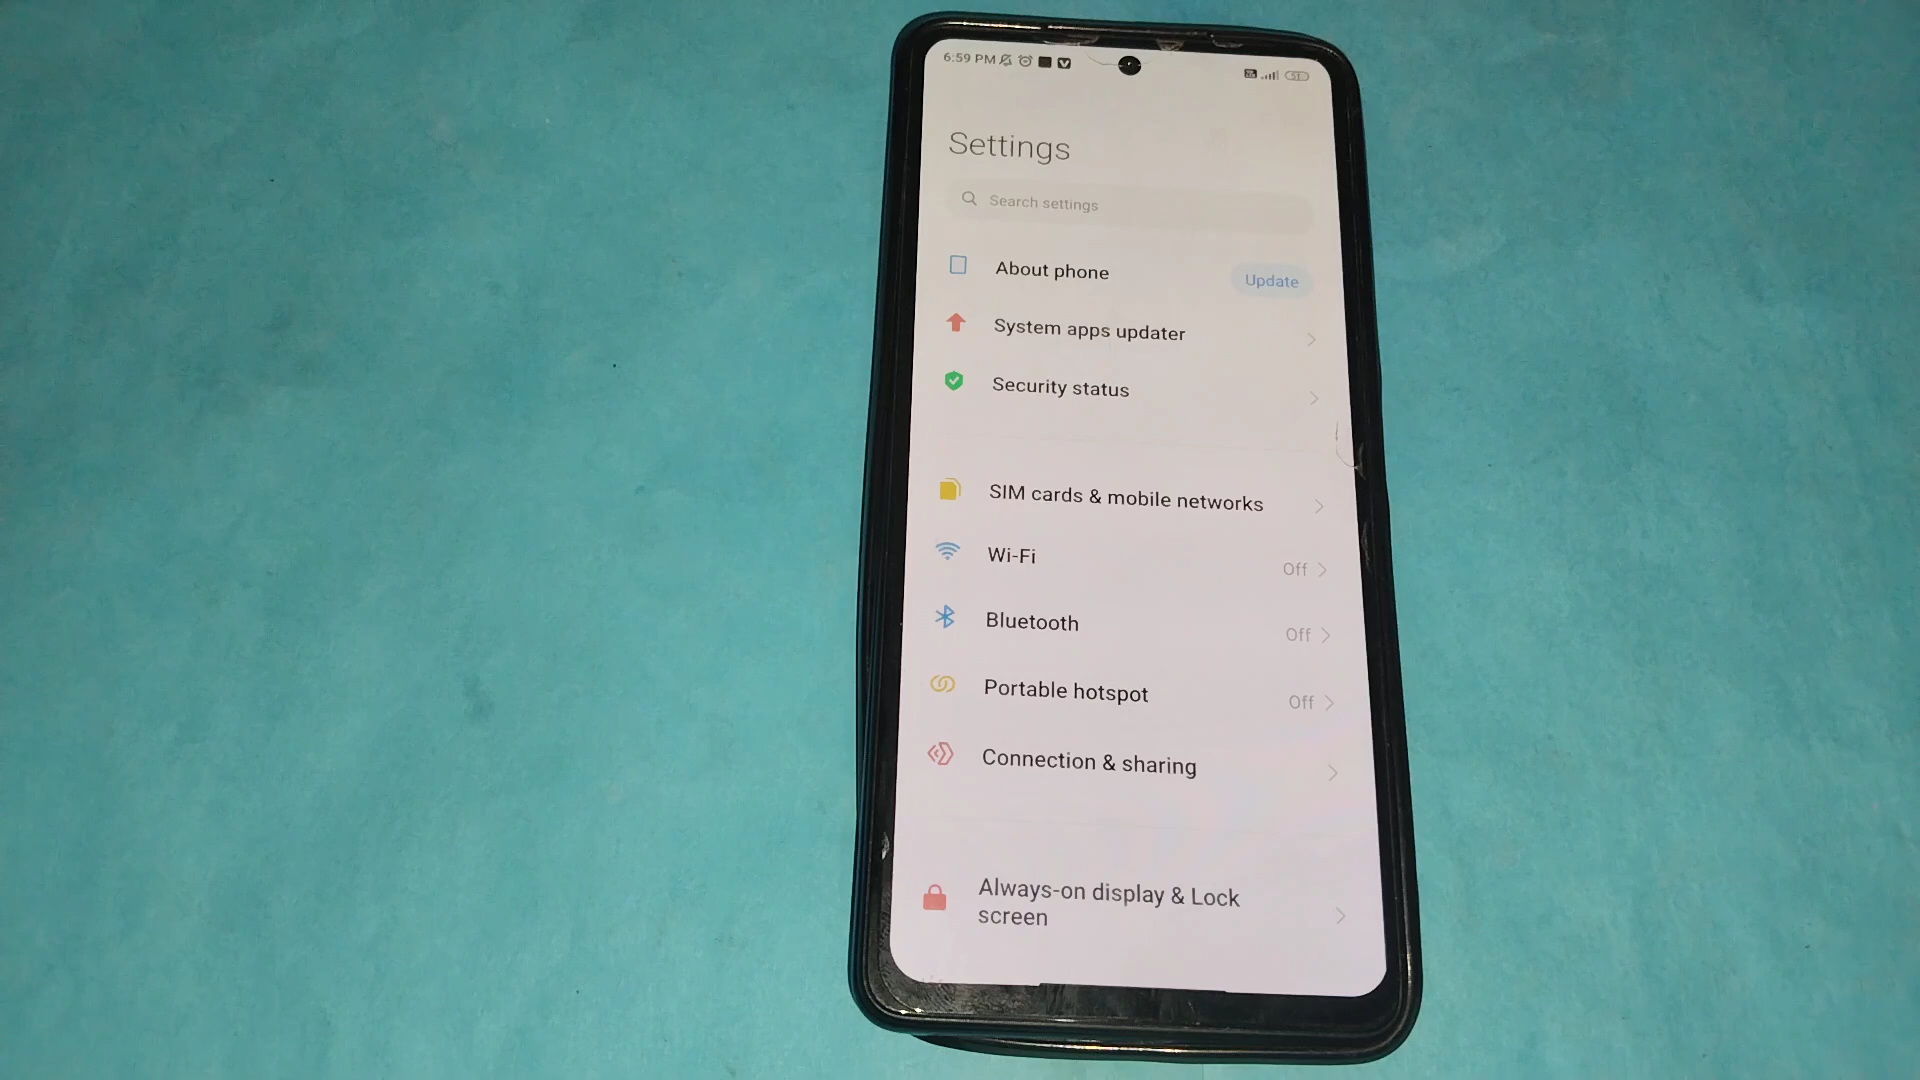 6:59 PM
51
Settings
Search settings
About phone
Update
System apps updater
Security status
SIM cards & mobile networks
Wi-Fi
Off
Bluetooth
Off
Portable hotspot
Off
Connection & sharing
Always-on display & Lock
screen